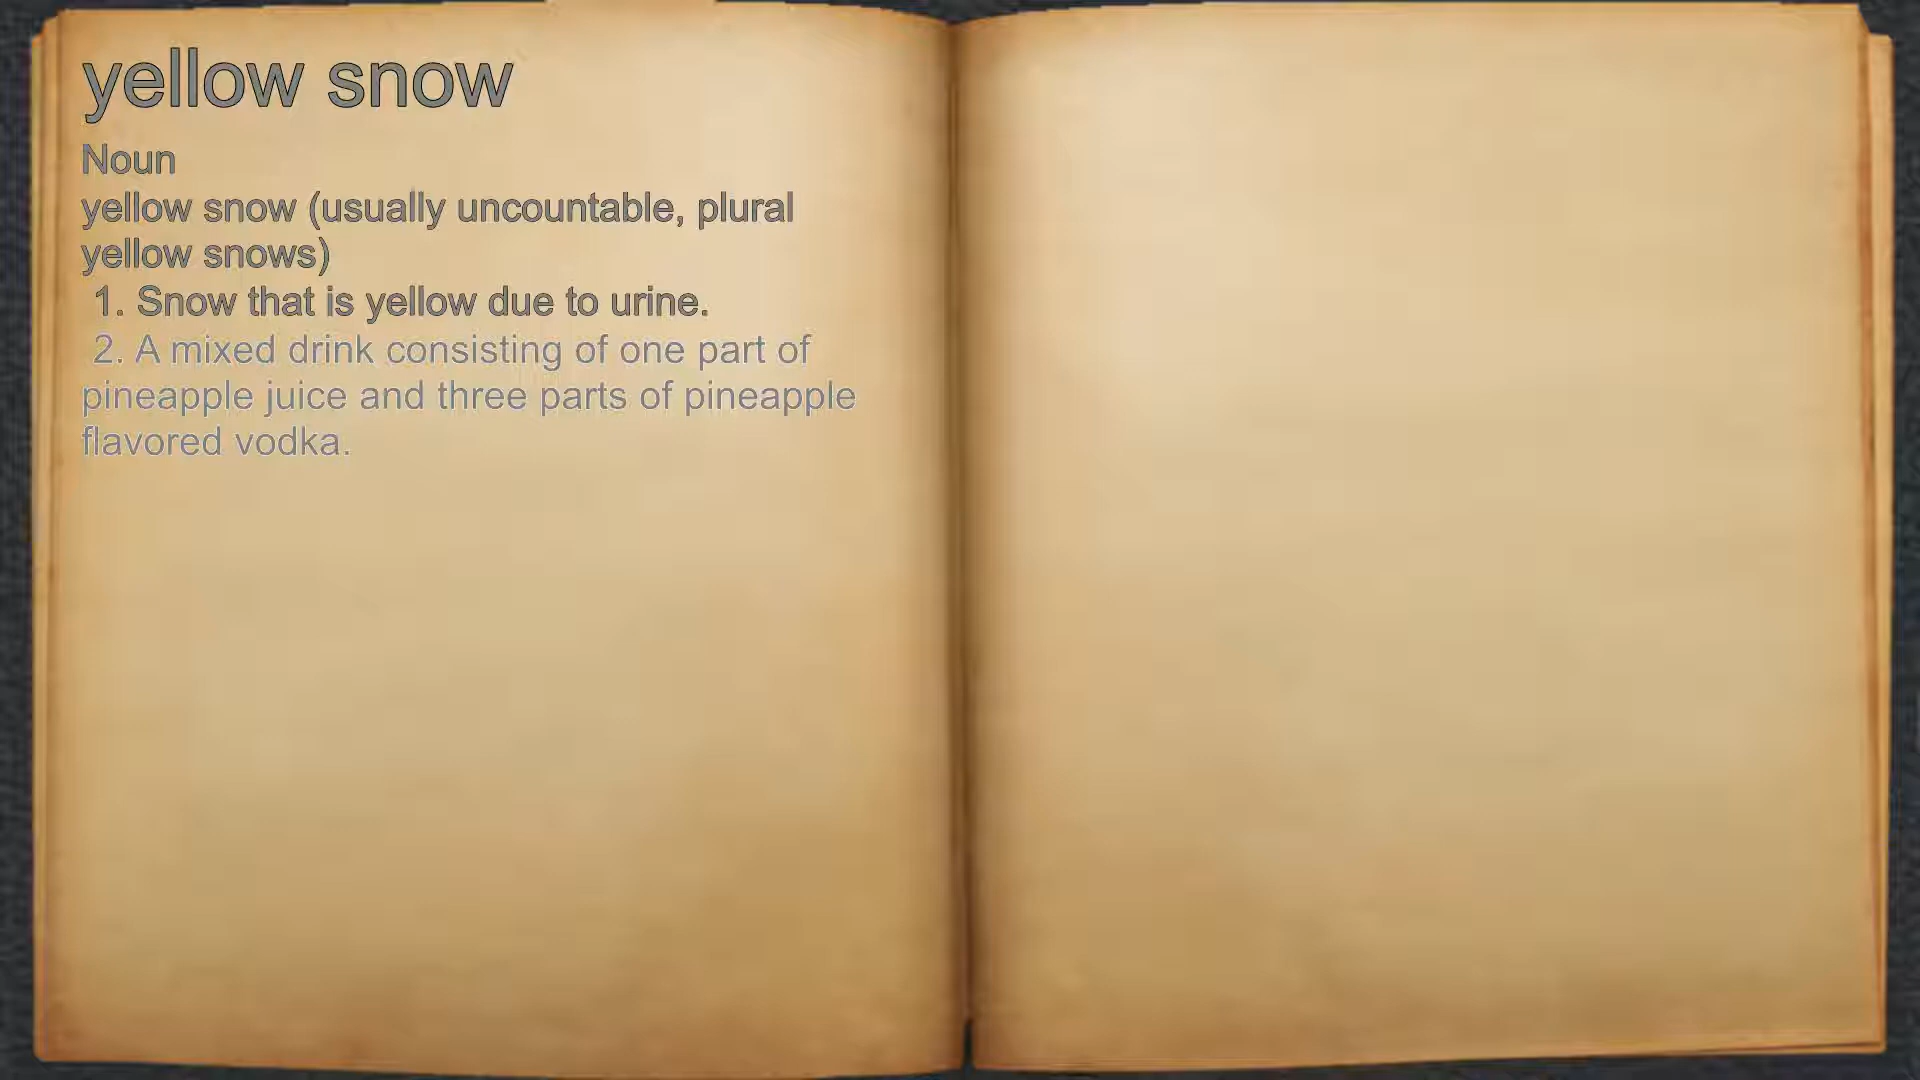 yellow snow
Noun
yellow snow (usually uncountable, plural
yellow snows)
1. Snow that is yellow due to urine.
2. A mixed drink consisting of one part of
pineapple juice and three parts of pineapple
flavored vodka.